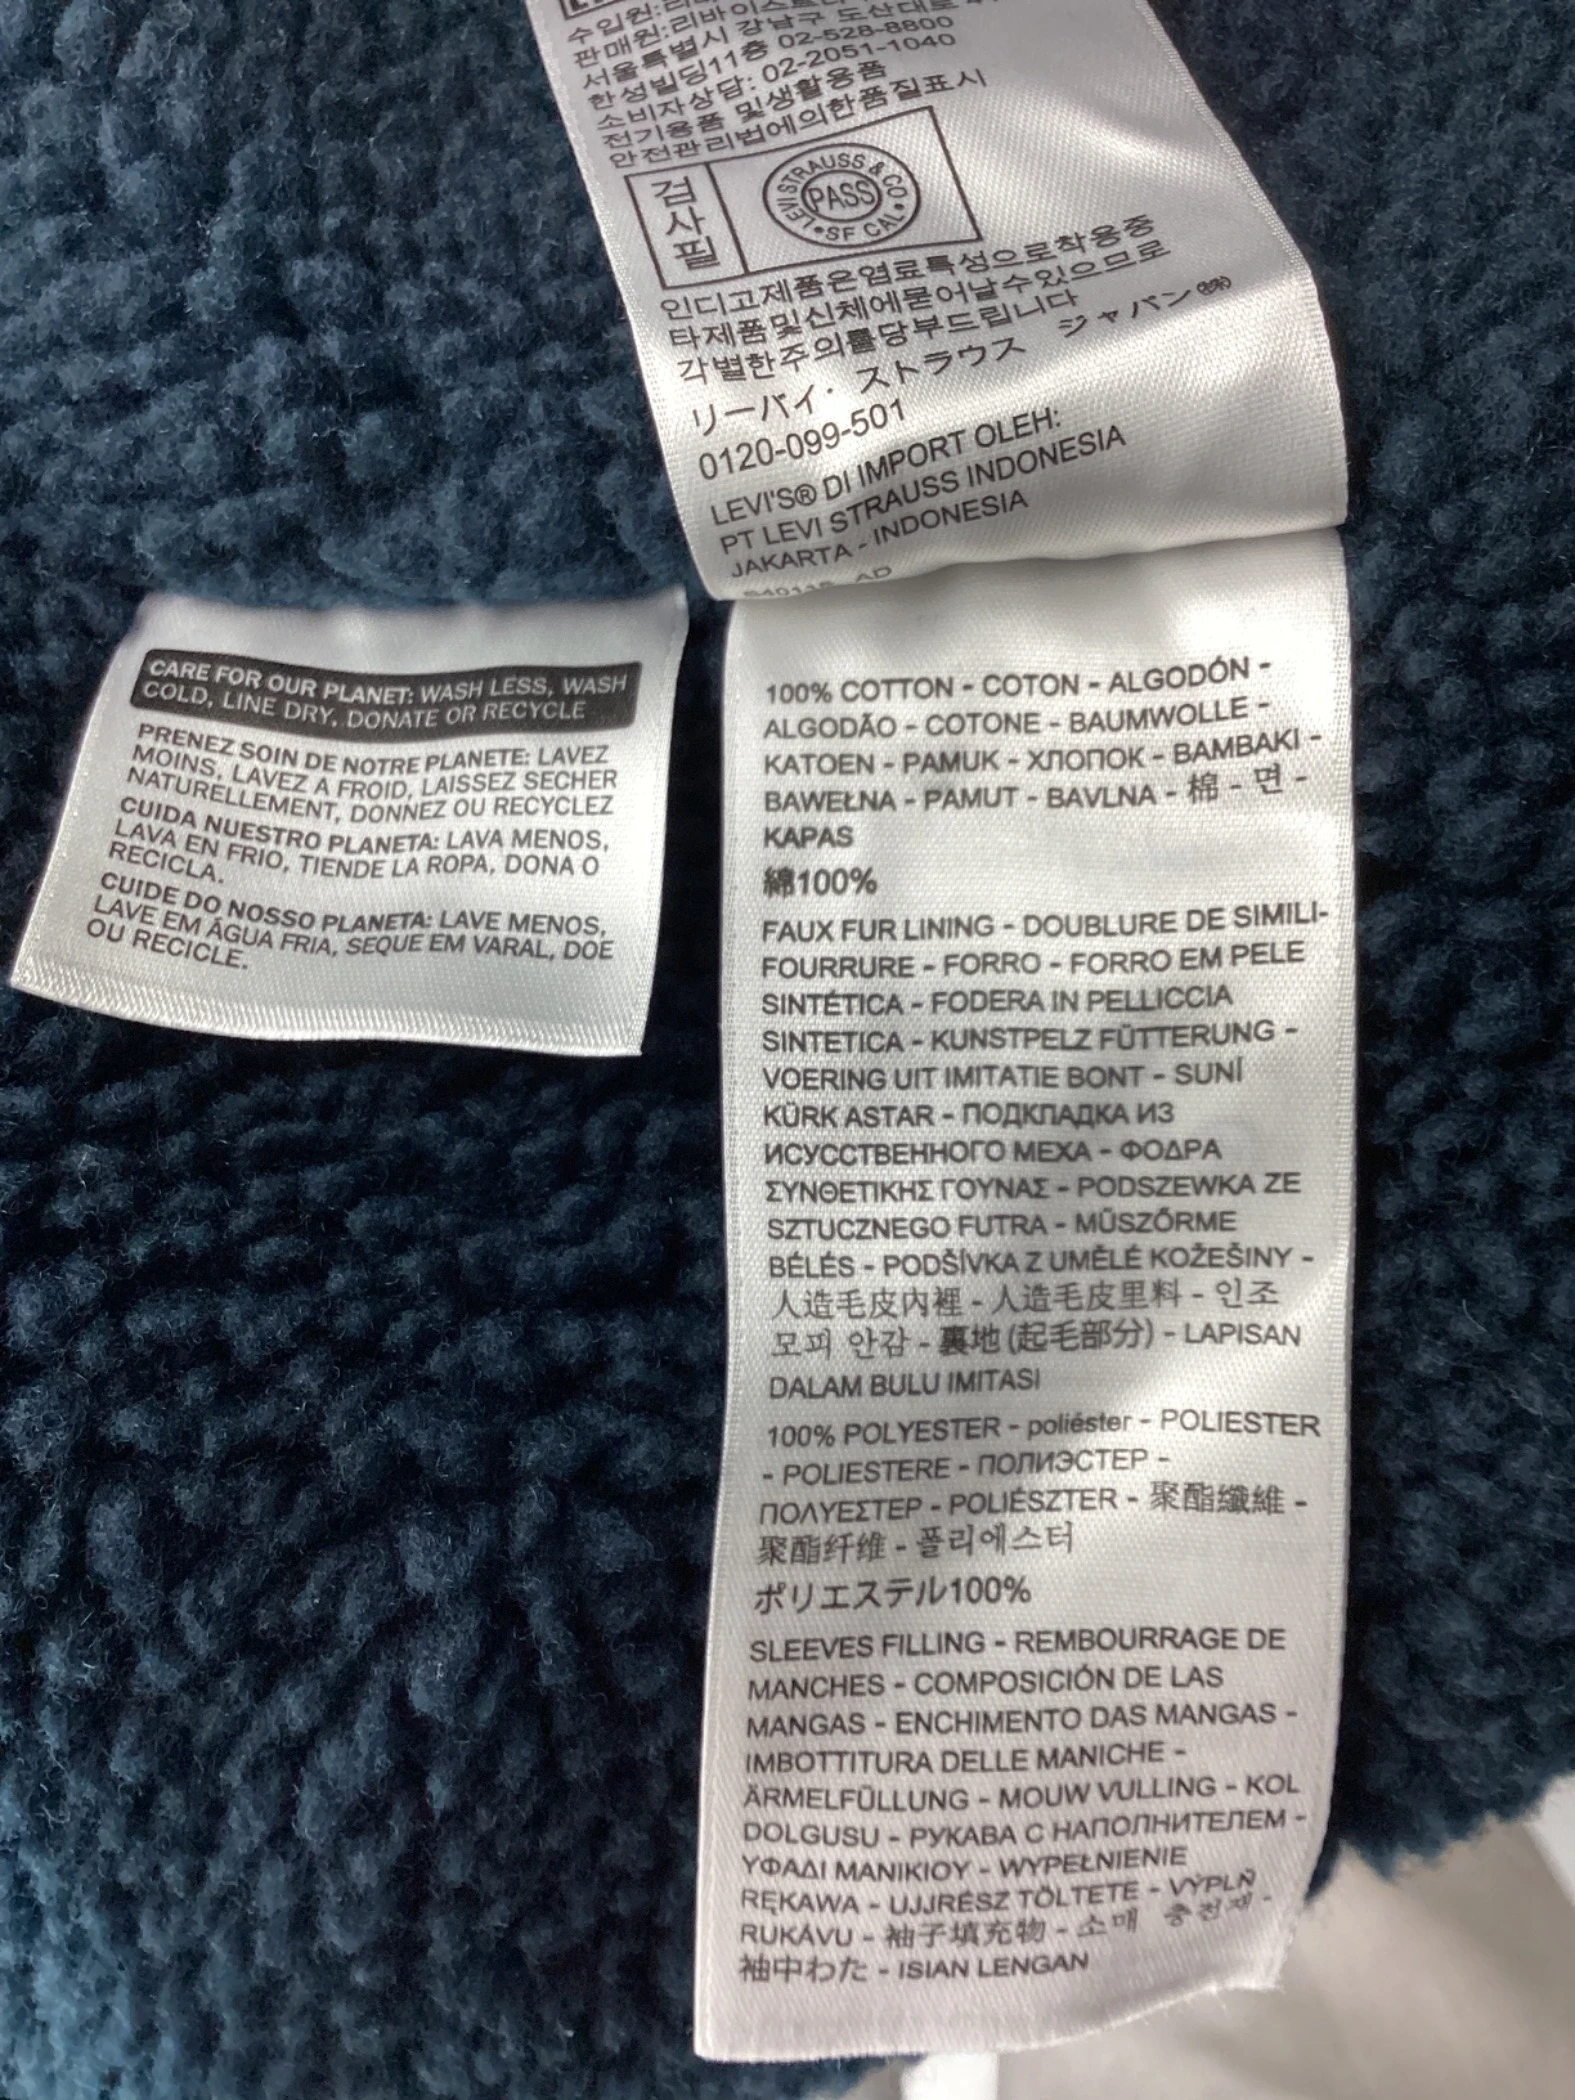 서울특별시 강남구 도산대로
한성빌딩11층 02-528-8800
소비자상담: 02-2051-1040
전기용품 및생활용품
안전관리법에의한품질표시
검
사
필
LEVI STRAUSS & CO
PASS
SF CAL
인디고제품은염료특성으로착용중
타제품및신체에묻어날수있으므로
각별한주의를당부드립니다
リーバイ・ストラウス ジャパン㈱
0120-099-501
LEVI'S® DI IMPORT OLEH:
PT LEVI STRAUSS INDONESIA
JAKARTA - INDONESIA
CARE FOR OUR PLANET: WASH LESS, WASH
COLD, LINE DRY, DONATE OR RECYCLE
PRENEZ SOIN DE NOTRE PLANETE: LAVEZ
MOINS, LAVEZ A FROID, LAISSEZ SECHER
NATURELLEMENT, DONNEZ OU RECYCLEZ
CUIDA NUESTRO PLANETA: LAVA MENOS,
LAVA EN FRIO, TIENDE LA ROPA, DONA O
RECICLA.
CUIDE DO NOSSO PLANETA: LAVE MENOS,
LAVE EM ÁGUA FRIA, SEQUE EM VARAL, DOE
OU RECICLE.
100% COTTON - COTON - ALGODÓN -
ALGODÃO - COTONE - BAUMWOLLE -
KATOEN - PAMUK - ХЛОПОК - BAMBAKI -
BAWEŁNA - PAMUT - BAVLNA - 棉 - 면 -
KAPAS
綿100%
FAUX FUR LINING - DOUBLURE DE SIMILI-
FOURRURE - FORRO - FORRO EM PELE
SINTÉTICA - FODERA IN PELLICCIA
SINTETICA - KUNSTPELZ FÜTTERUNG -
VOERING UIT IMITATIE BONT - SUNÍ
KÜRK ASTAR - ПОДКЛАДКА ИЗ
ИСУССТВЕННОГО МЕХА - ΦΟΔΡΑ
ΣΥΝΘΕΤΙΚΗΣ ΓΟΥΝΑΣ - PODSZEWKA ZE
SZTUCZNEGO FUTRA - MŰSZŐRME
BÉLÉS - PODŠÍVKA Z UMĚLÉ KOŽEŠINY -
人造毛皮內裡 - 人造毛皮里料 - 인조
모피 안감 - 裏地 (起毛部分) - LAPISAN
DALAM BULU IMITASI
100% POLYESTER - poliéster - POLIESTER
- POLIESTERE - ПОЛИЭСТЕР -
ΠΟΛΥΕΣΤΕΡ - POLIÉSZTER - 聚酯纖維 -
聚酯纤维 - 폴리에스터
ポリエステル100%
SLEEVES FILLING - REMBOURRAGE DE
MANCHES - COMPOSICIÓN DE LAS
MANGAS - ENCHIMENTO DAS MANGAS -
IMBOTTITURA DELLE MANICHE -
ÄRMELFÜLLUNG - MOUW VULLING - KOL
DOLGUSU - РУКАВА С НАПОЛНИТЕЛЕМ -
ΥΦΑΔΙ ΜΑΝΙΚΙΟΥ - WYPEŁNIENIE
RĘKAWA - UJJRÉSZ TÖLTETE - VÝPLŇ
RUKÁVU - 袖子填充物 - 소매 충전재 -
袖中わた - ISIAN LENGAN